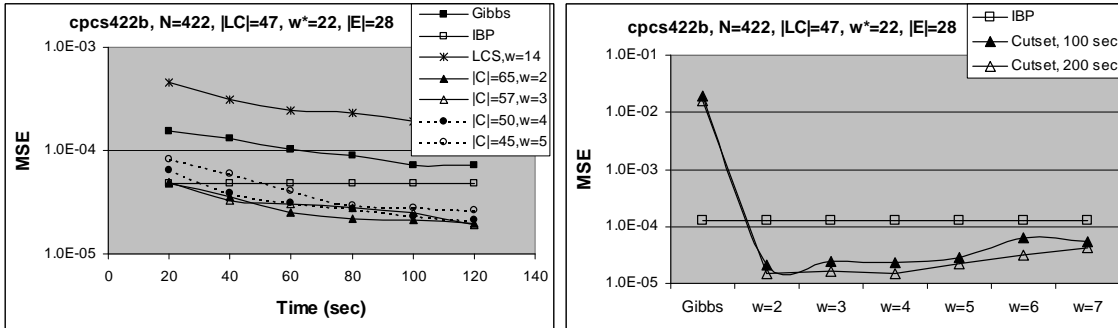 cpcs422b, N=422, |LC|=47, w*=22, |E|=28
Gibbs
IBP
LCS,w=14
|C|=65,w=2
|C|=57,w=3
|C|=50,w=4
|C|=45,w=5
1.0E-03
1.0E-04
1.0E-05
MSE
0 20 40 60 80 100 120 140
Time (sec)
cpcs422b, N=422, |LC|=47, w*=22, |E|=28
IBP
Cutset, 100 sec
Cutset, 200 sec
1.0E-01
1.0E-02
1.0E-03
1.0E-04
1.0E-05
MSE
Gibbs w=2 w=3 w=4 w=5 w=6 w=7